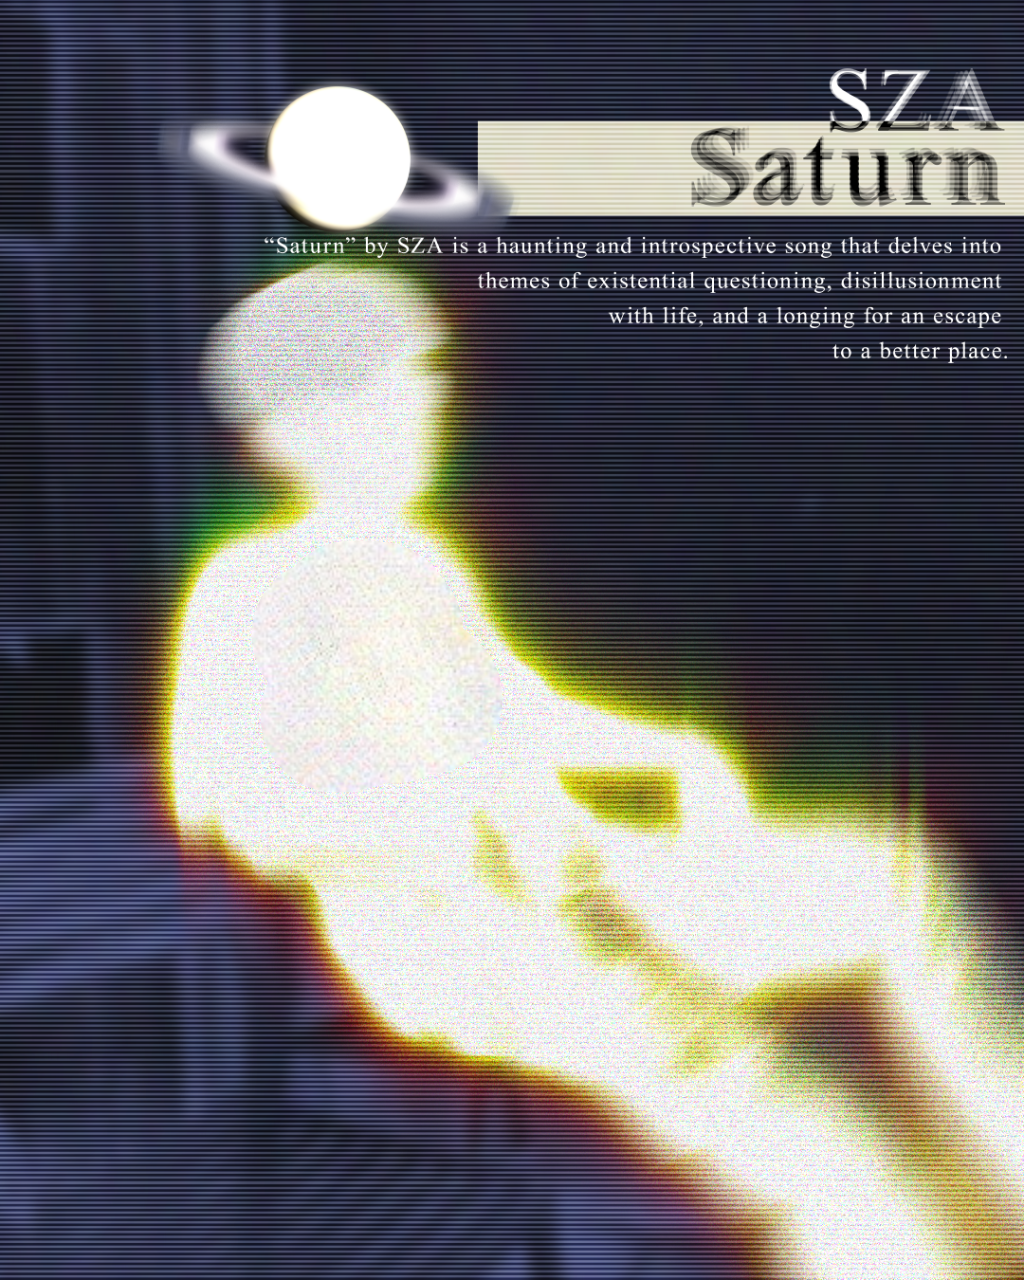 SZA
Saturn
“Saturn” by SZA is a haunting and introspective song that delves into
themes of existential questioning, disillusionment
with life, and a longing for an escape
to a better place.